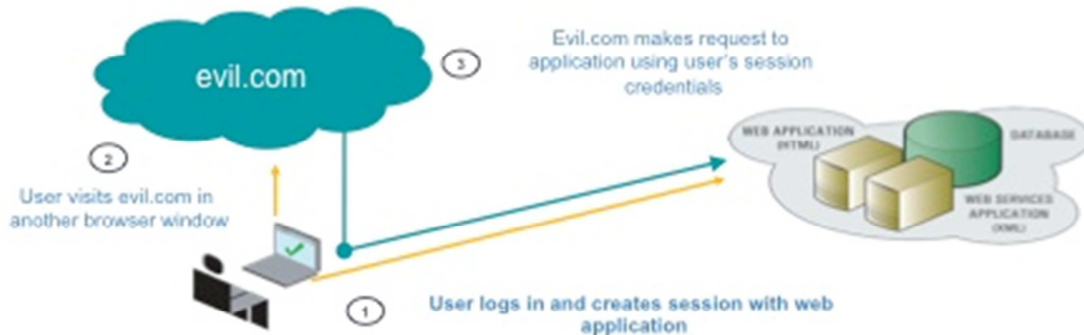 evil.com
3
Evil.com makes request to
application using user's session
credentials
WEB APPLICATION
(HTML)
DATABASE
2
User visits evil.com in
another browser window
WEB SERVICES
APPLICATION
(XML)
1
User logs in and creates session with web
application